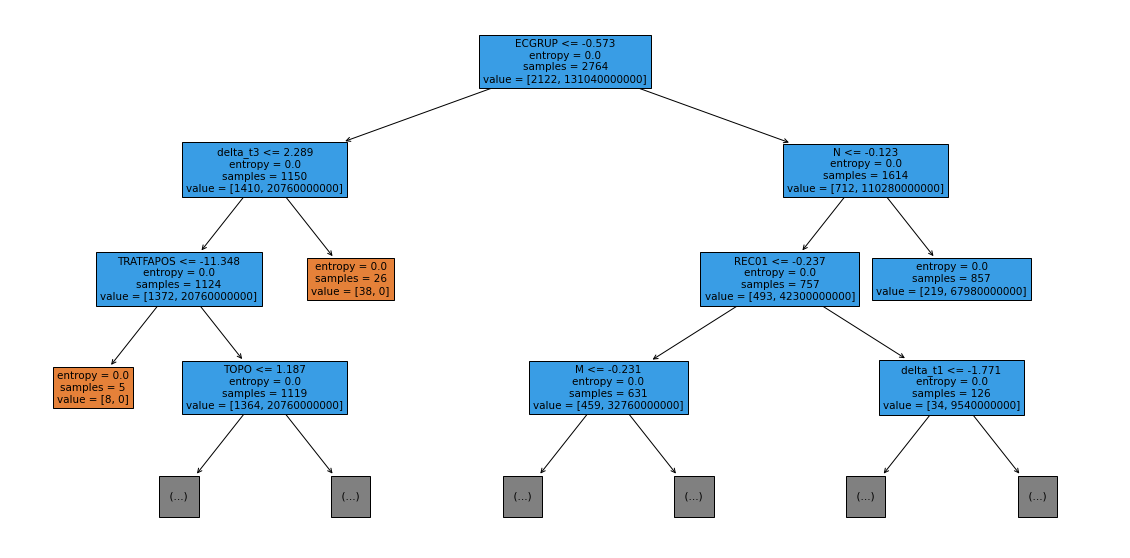 ECGRUP <= -0.573
entropy = 0.0
samples = 2764
value = [2122, 131040000000]
delta_t3 <= 2.289
entropy = 0.0
samples = 1150
value = [1410, 20760000000]
N <= -0.123
entropy = 0.0
samples = 1614
value = [712, 110280000000]
TRATFAPOS <= -11.348
entropy = 0.0
samples = 1124
value = [1372, 20760000000]
entropy = 0.0
samples = 26
value = [38, 0]
REC01 <= -0.237
entropy = 0.0
samples = 757
value = [493, 42300000000]
entropy = 0.0
samples = 857
value = [219, 67980000000]
entropy = 0.0
samples = 5
value = [8, 0]
TOPO <= 1.187
entropy = 0.0
samples = 1119
value = [1364, 20760000000]
M <= -0.231
entropy = 0.0
samples = 631
value = [459, 32760000000]
delta_t1 <= -1.771
entropy = 0.0
samples = 126
value = [34, 9540000000]
(...)
(...)
(...)
(...)
(...)
(...)